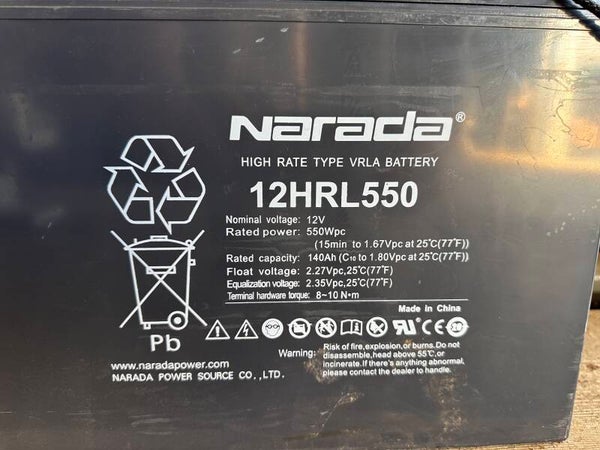 Narada®
HIGH RATE TYPE VRLA BATTERY
12HRL550
Nominal voltage: 12V
Rated power: 550Wpc
(15min to 1.67Vpc at 25℃(77℉))
Rated capacity: 140Ah (C₁₀ to 1.80Vpc at 25℃(77℉))
Float voltage: 2.27Vpc,25℃(77℉)
Equalization voltage: 2.35Vpc,25℃(77℉)
Terminal hardware torque: 8~10 N•m
Made in China
Pb
Warning: Risk of fire,explosion,or burns.Do not
disassemble,head above 55℃,or
incinerate.If there's anything abnormal,
please contact the dealer and handle.
www.naradapower.com
NARADA POWER SOURCE CO.,LTD.